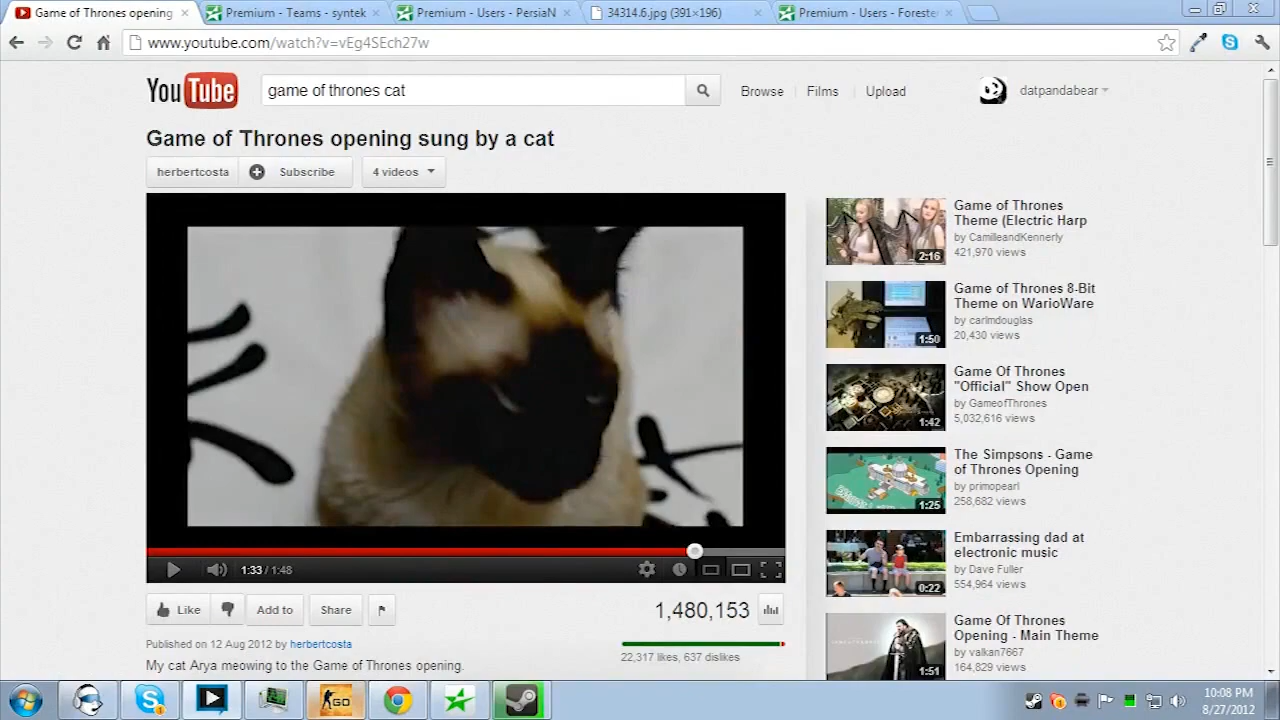 Game of Thrones opening
Premium - Teams - syntek
Premium - Users - PersiaN
34314.6.jpg (391×196)
Premium - Users - Foreste
www.youtube.com/watch?v=vEg4SEch27w
YouTube
game of thrones cat
Browse
Films
Upload
datpandabear
Game of Thrones opening sung by a cat
herbertcosta
Subscribe
4 videos
1:33 / 1:48
Like
Add to
Share
1,480,153
Published on 12 Aug 2012 by herbertcosta
22,317 likes, 637 dislikes
My cat Arya meowing to the Game of Thrones opening.
Game of Thrones
Theme (Electric Harp
by CamilleandKennerly
421,970 views
2:16
Game of Thrones 8-Bit
Theme on WarioWare
by carlmdouglas
20,430 views
1:50
Game Of Thrones
"Official" Show Open
by GameofThrones
5,032,616 views
1:42
The Simpsons - Game
of Thrones Opening
by primopearl
258,682 views
1:25
Embarrassing dad at
electronic music
by Dave Fuller
554,964 views
0:22
Game Of Thrones
Opening - Main Theme
by valkan7667
164,829 views
1:51
GO
10:08 PM
8/27/2012